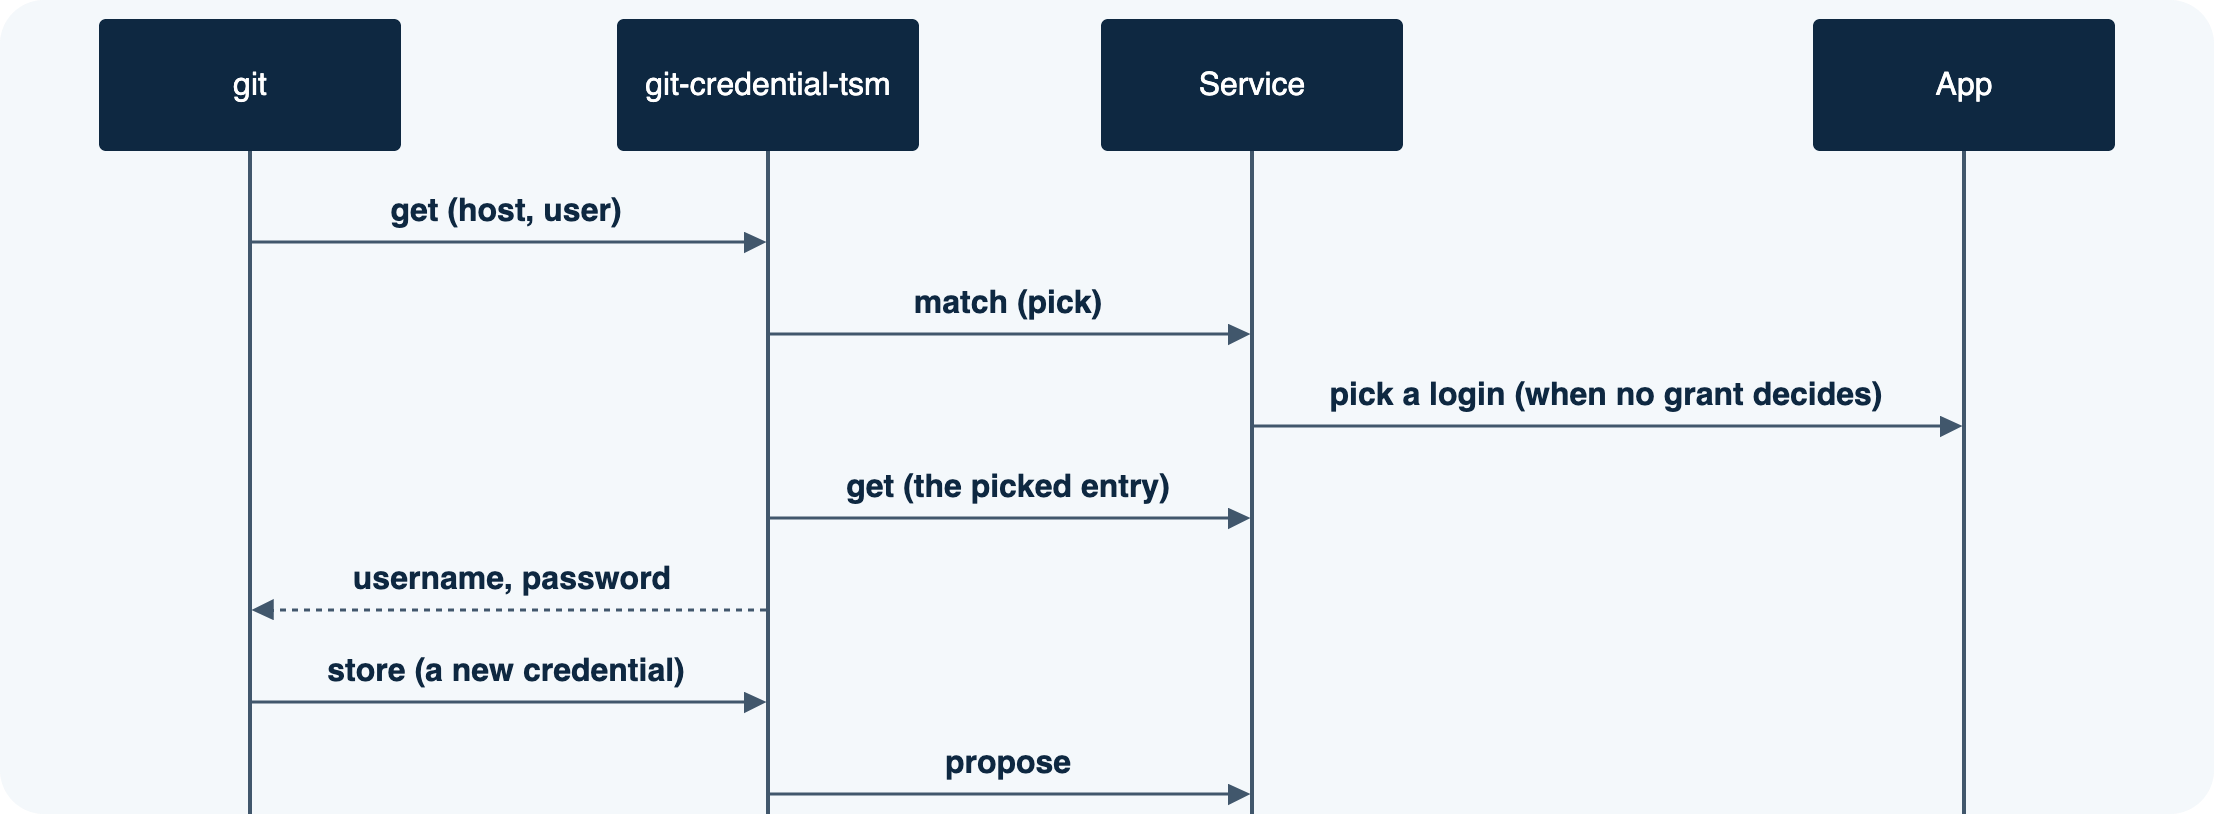 git
git-credential-tsm
Service
App
get (host, user)
match (pick)
pick a login (when no grant decides)
get (the picked entry)
username, password
store (a new credential)
propose